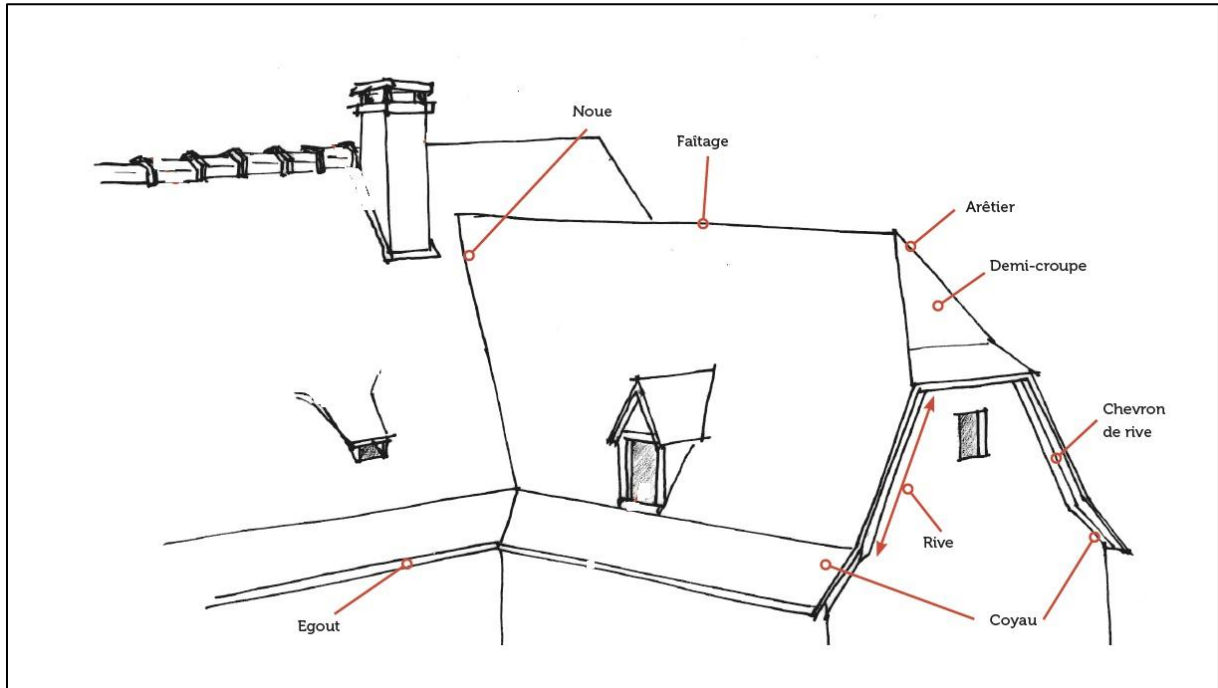 Noue
Faîtage
Arêtier
Demi-croupe
Chevron
de rive
Rive
Coyau
Egout